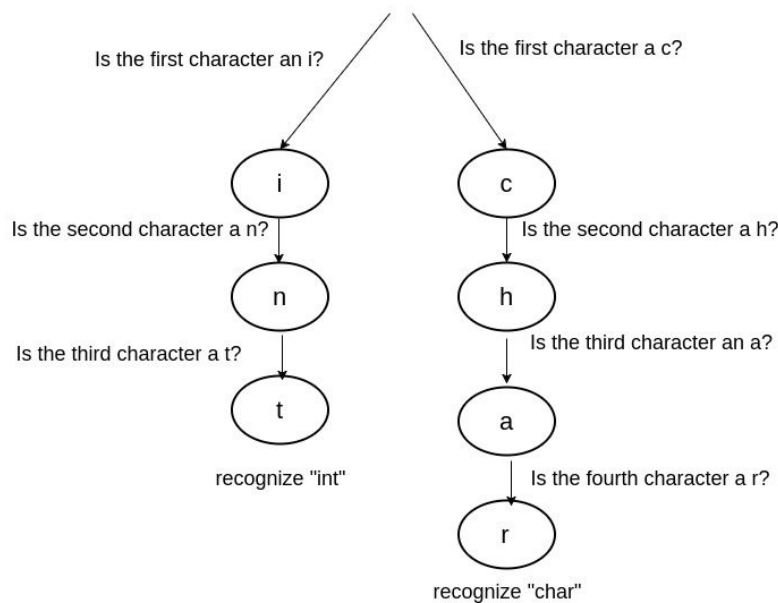 Is the first character an i?
Is the first character a c?
i
c
Is the second character a n?
Is the second character a h?
n
h
Is the third character a t?
Is the third character an a?
t
a
recognize "int"
Is the fourth character a r?
r
recognize "char"